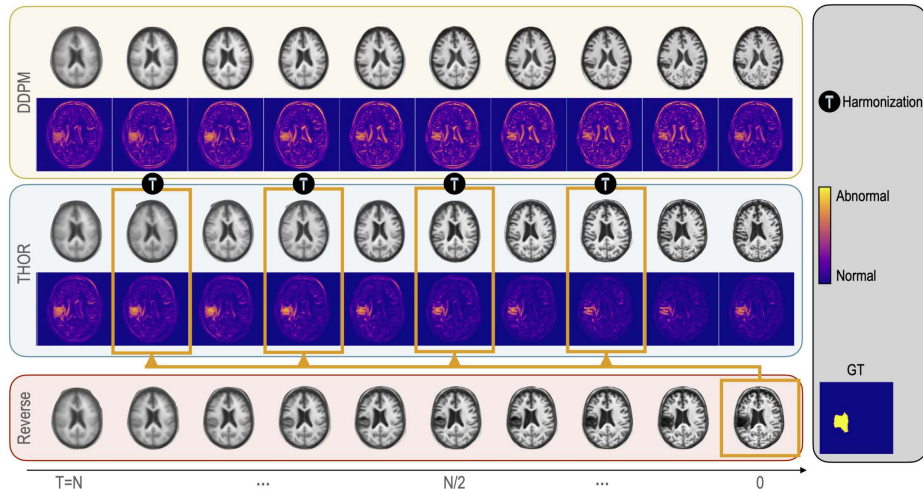 DDPM
T Harmonization
T T T T
Abnormal
THOR
Normal
GT
Reverse
T=N ... N/2 ... 0